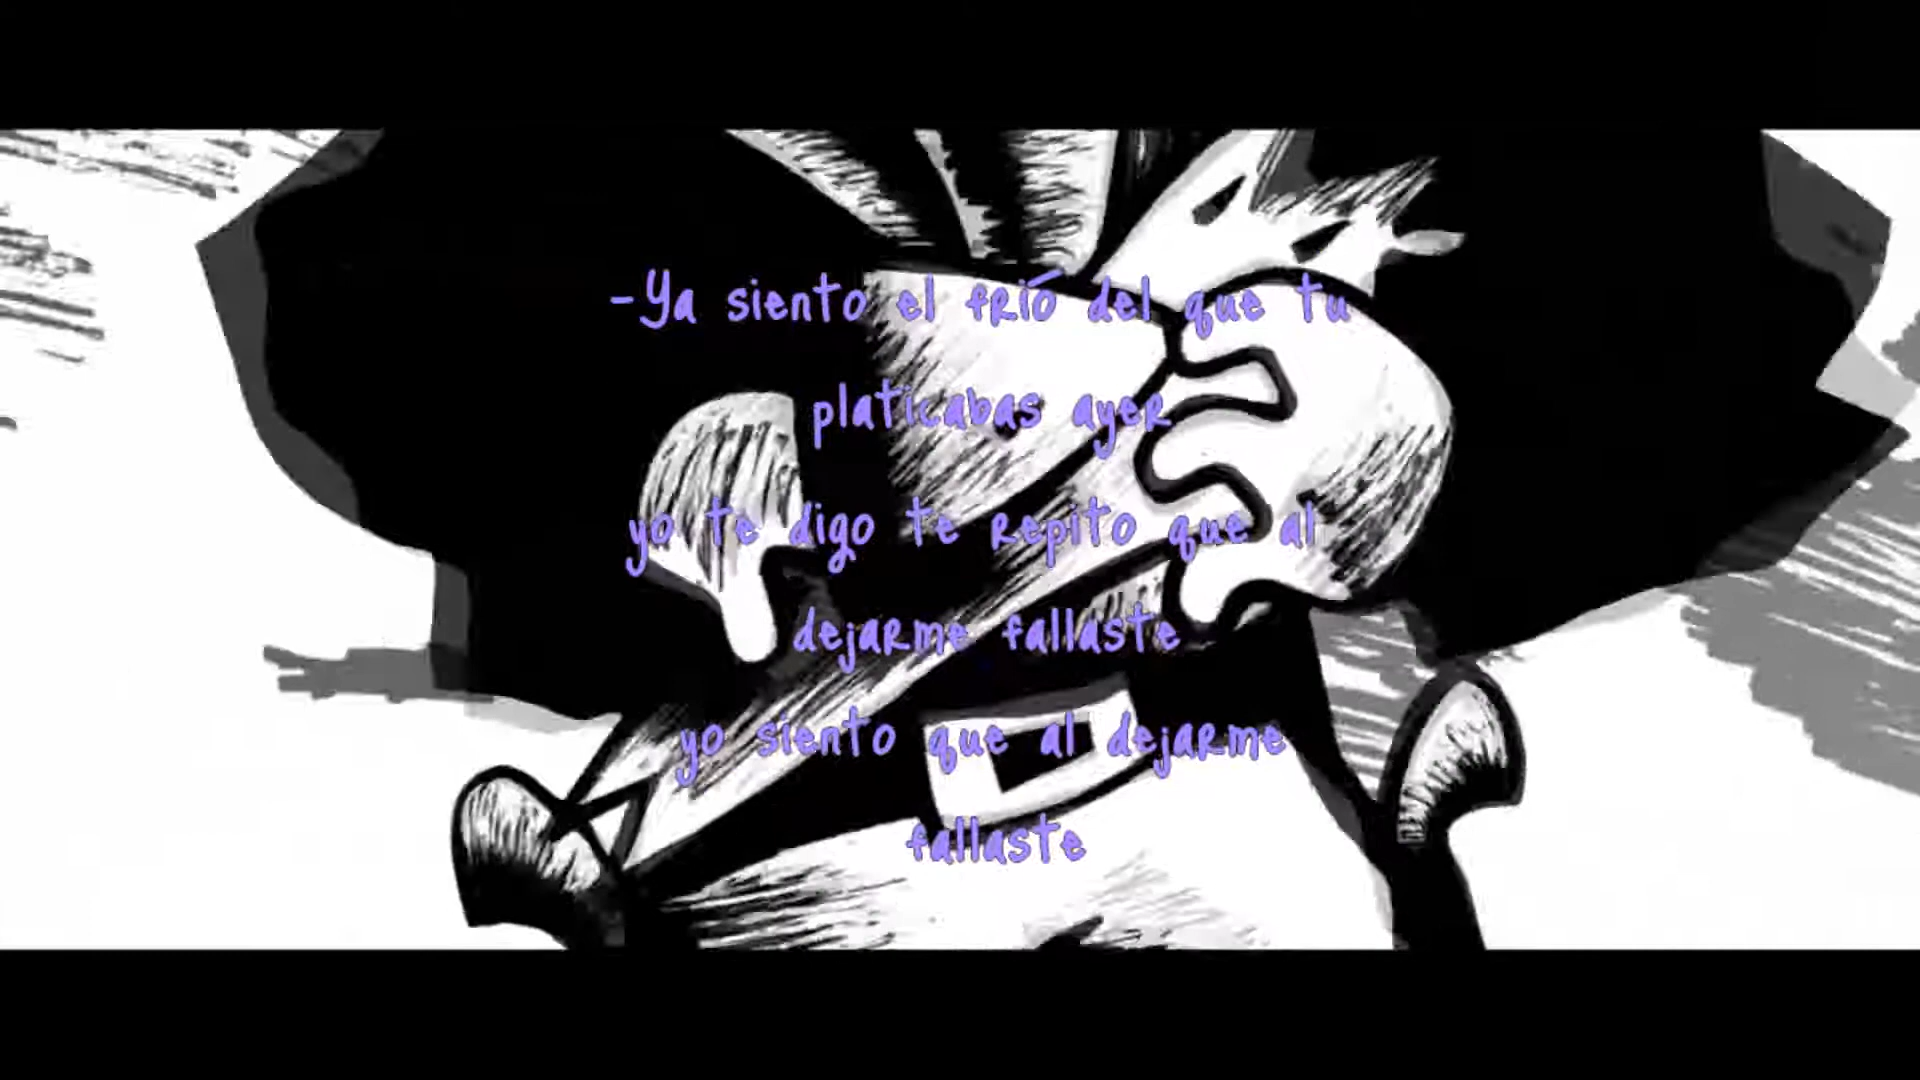 -Ya siento el frió del que tu
platicabas ayer
yo te digo te repito que al
dejarme fallaste
yo siento que al dejarme
fallaste